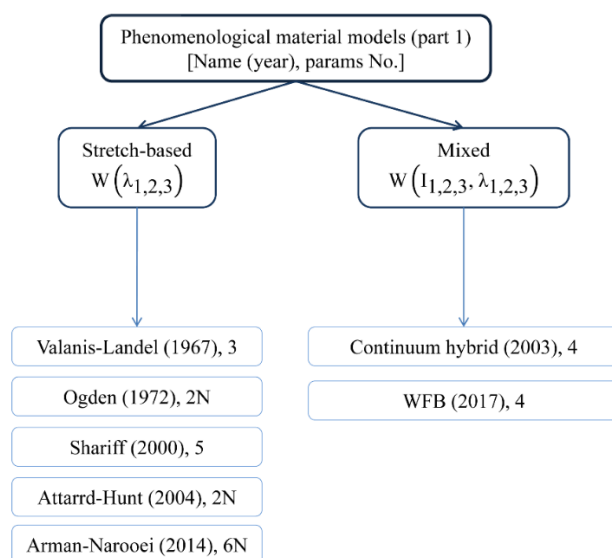 Phenomenological material models (part 1)
[Name (year), params No.]
Stretch-based
W(λ1,2,3)
Mixed
W(I1,2,3, λ1,2,3)
Valanis-Landel (1967), 3
Ogden (1972), 2N
Shariff (2000), 5
Attarrd-Hunt (2004), 2N
Arman-Narooei (2014), 6N
Continuum hybrid (2003), 4
WFB (2017), 4